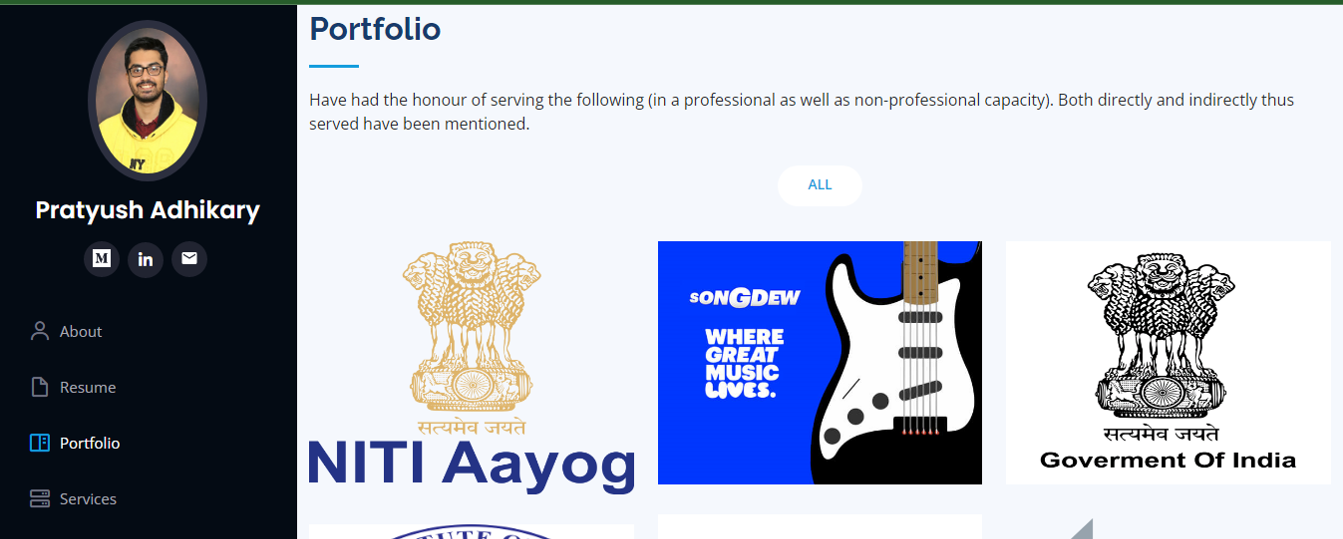 Portfolio
Have had the honour of serving the following (in a professional as well as non-professional capacity). Both directly and indirectly thus
served have been mentioned.
ALL
NY
Pratyush Adhikary
M
in
About
Resume
Portfolio
Services
सत्यमेव जयते
NITI Aayog
SONGDEW
WHERE
GREAT
MUSIC
LIVES.
सत्यमेव जयते
Goverment Of India